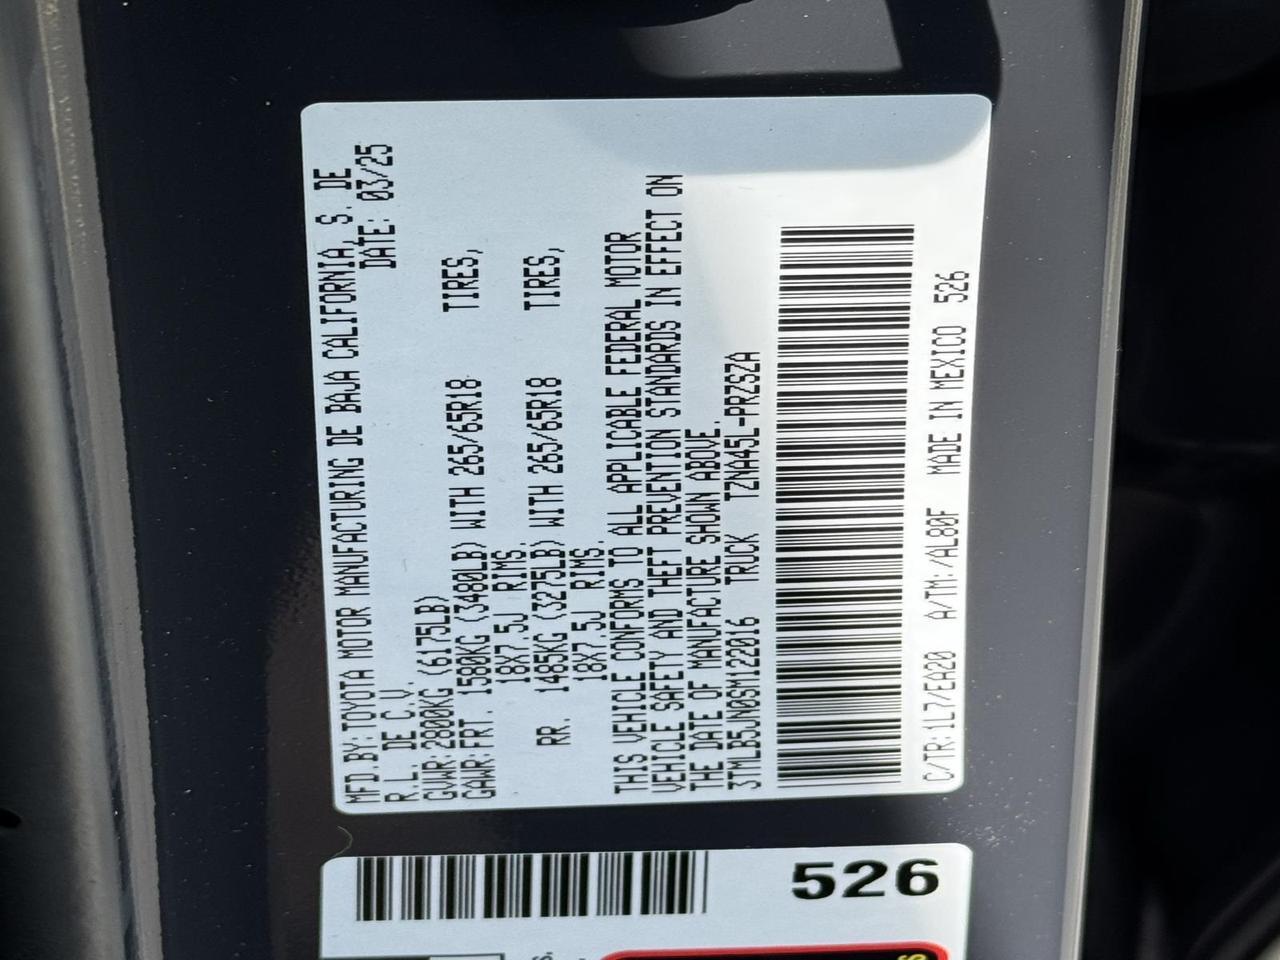 MFD.BY:TOYOTA MOTOR MANUFACTURING DE BAJA CALIFORNIA, S. DE
R.L. DE C.V. DATE: 03/25
GVWR:2800KG (6175LB)
GAWR:FRT. 1580KG (3480LB) WITH 265/65R18 TIRES,
18X7.5J RIMS.
RR. 1485KG (3275LB) WITH 265/65R18 TIRES,
18X7.5J RIMS.
THIS VEHICLE CONFORMS TO ALL APPLICABLE FEDERAL MOTOR
VEHICLE SAFETY AND THEFT PREVENTION STANDARDS IN EFFECT ON
THE DATE OF MANUFACTURE SHOWN ABOVE.
3TMLB5JN0SM122016 TRUCK TZNA45L-PRZSZA
C/TR:1L7/EA20 A/TM:/AL80F MADE IN MEXICO 526
526